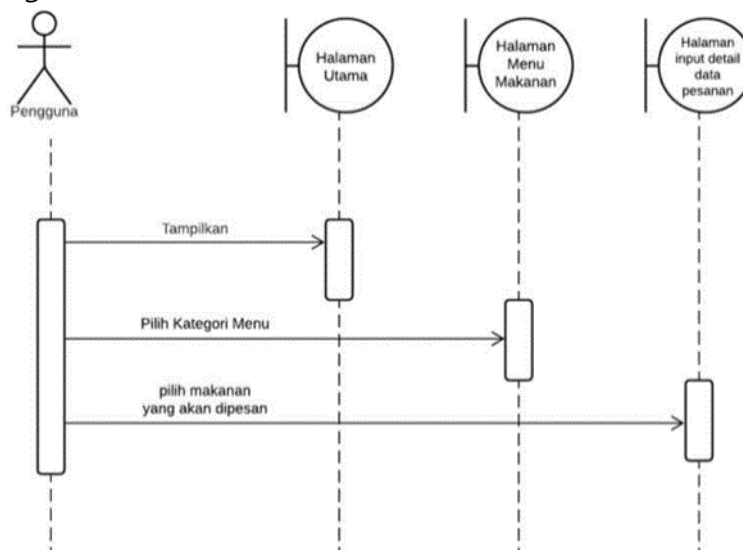 Pengguna
Halaman
Utama
Halaman
Menu
Makanan
Halaman
input detail
data
pesanan
Tampilkan
Pilih Kategori Menu
pilih makanan
yang akan dipesan